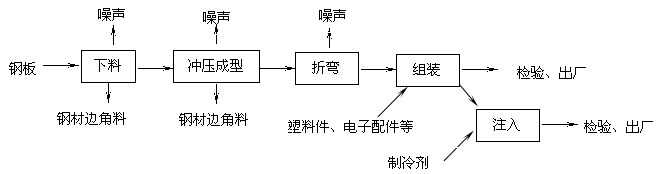 噪声
噪声
噪声
钢板
下料
冲压成型
折弯
组装
检验、出厂
钢材边角料
钢材边角料
塑料件、电子配件等
注入
检验、出厂
制冷剂